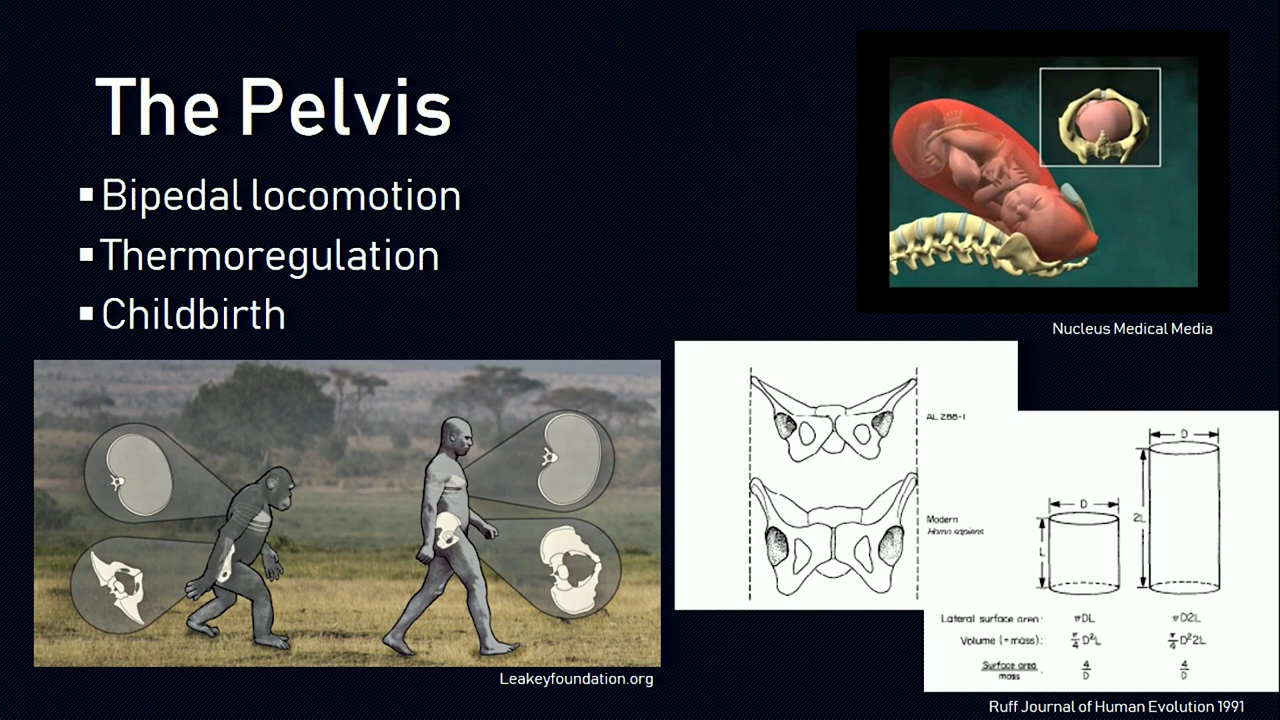 The Pelvis
▪ Bipedal locomotion
▪ Thermoregulation
▪ Childbirth
Nucleus Medical Media
Leakeyfoundation.org
AL 288-1
Modern
Homo sapiens
D
D
L
2L
Lateral surface area: πDL πD2L
Volume (=mass): π/4 D²L π/4 D²2L
Surface area/mass 4/D 4/D
Ruff Journal of Human Evolution 1991